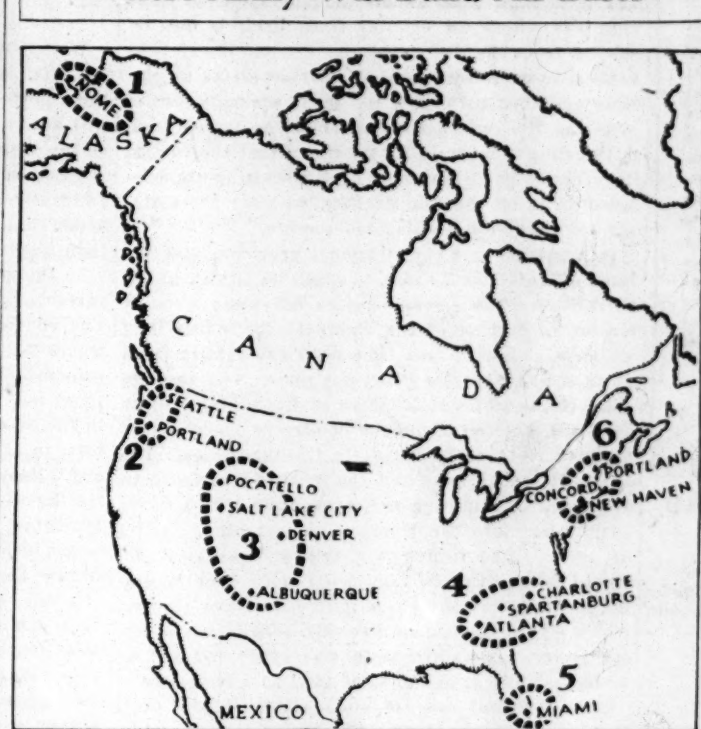 1
NOME
ALASKA
CANADA
SEATTLE
PORTLAND
2
6
PORTLAND
CONCORD
NEW HAVEN
POCATELLO
SALT LAKE CITY
3
DENVER
ALBUQUERQUE
4
CHARLOTTE
SPARTANBURG
ATLANTA
5
MIAMI
MEXICO